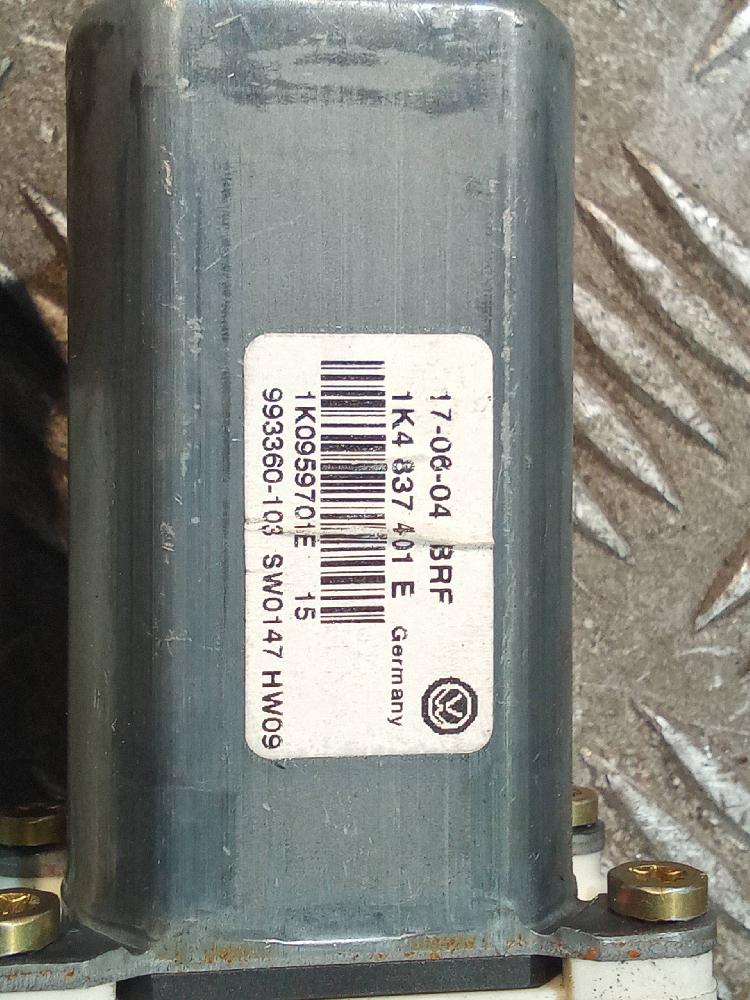 17-06-04 BRF
1K4 837 401 E Germany
1K0959701E 15
993360-103 SW0147 HW09